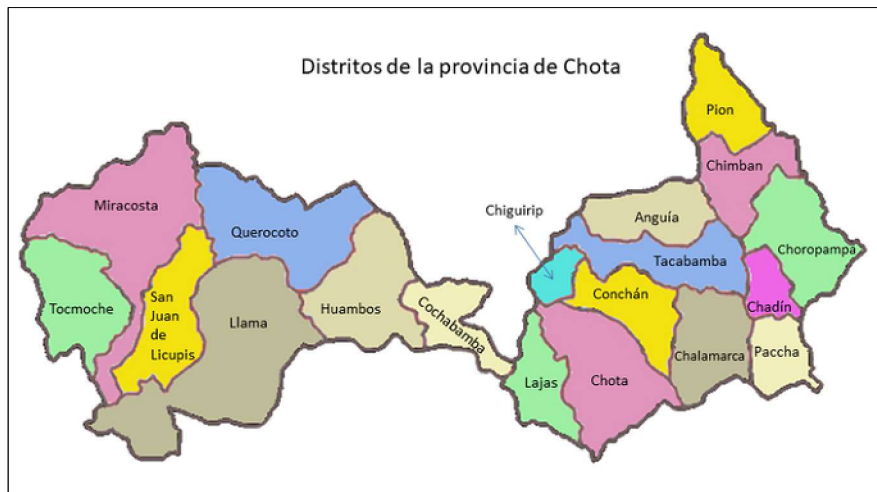 Distritos de la provincia de Chota
Pion
Chimban
Miracosta
Chiguirip
Anguía
Querocoto
Choropampa
Tacabamba
Tocmoche
San
Juan
de
Licupis
Llama
Huambos
Cochabamba
Conchán
Chadín
Lajas
Chota
Chalamarca
Paccha